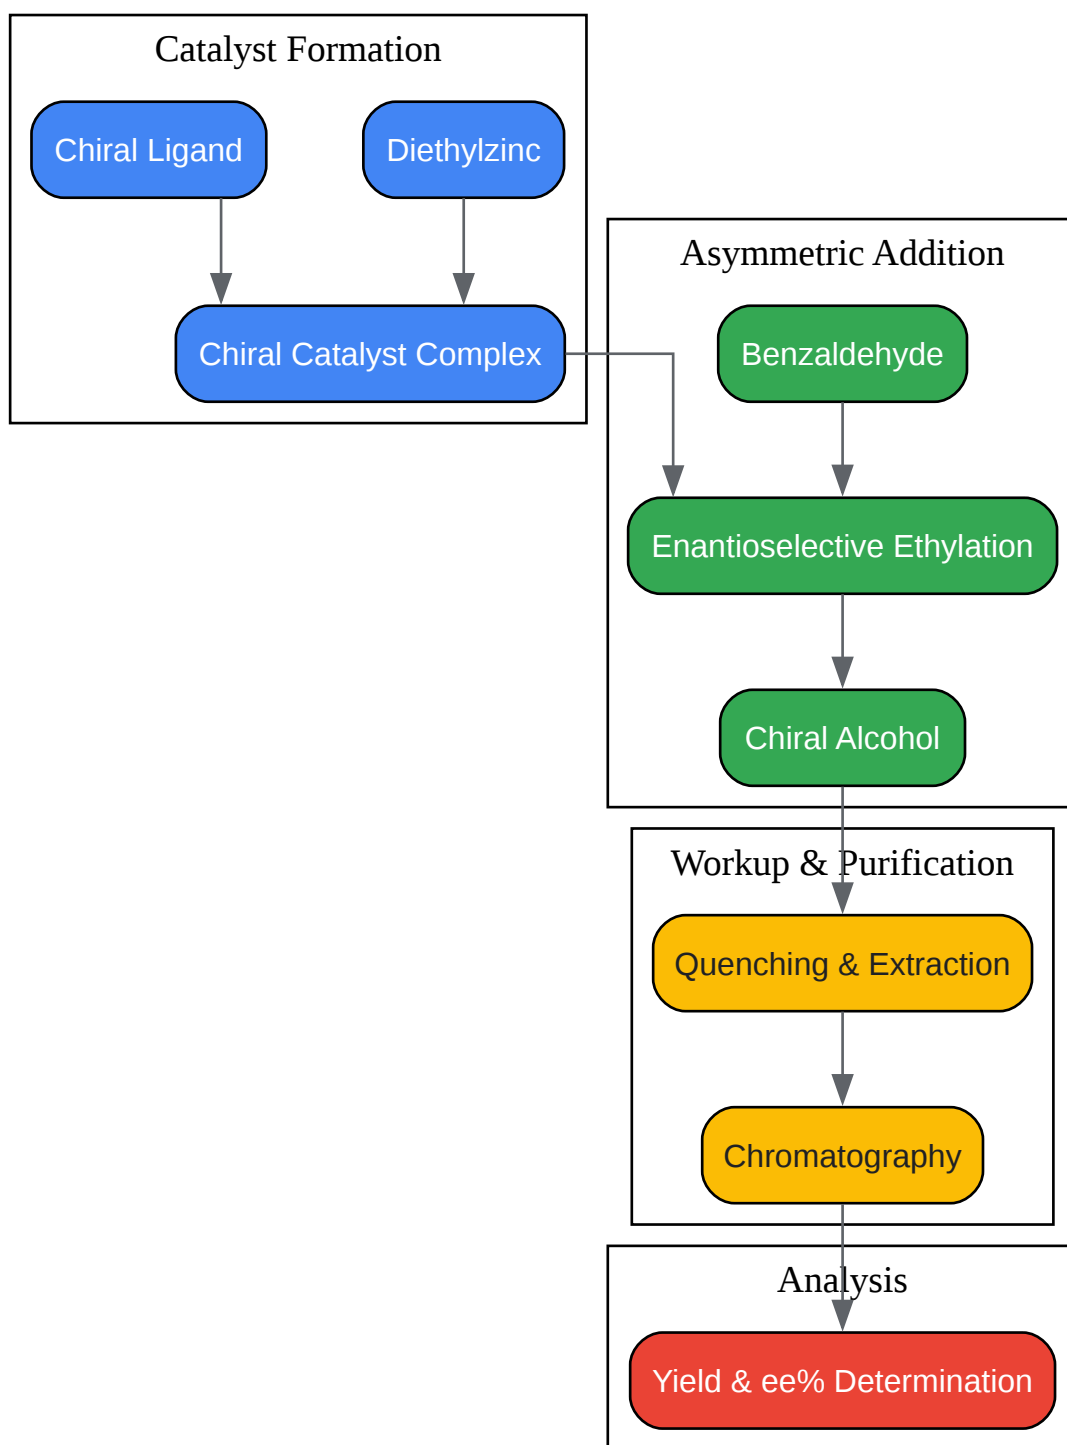 Catalyst Formation
Chiral Ligand
Diethylzinc
Chiral Catalyst Complex
Asymmetric Addition
Benzaldehyde
Enantioselective Ethylation
Chiral Alcohol
Workup & Purification
Quenching & Extraction
Chromatography
Analysis
Yield & ee% Determination